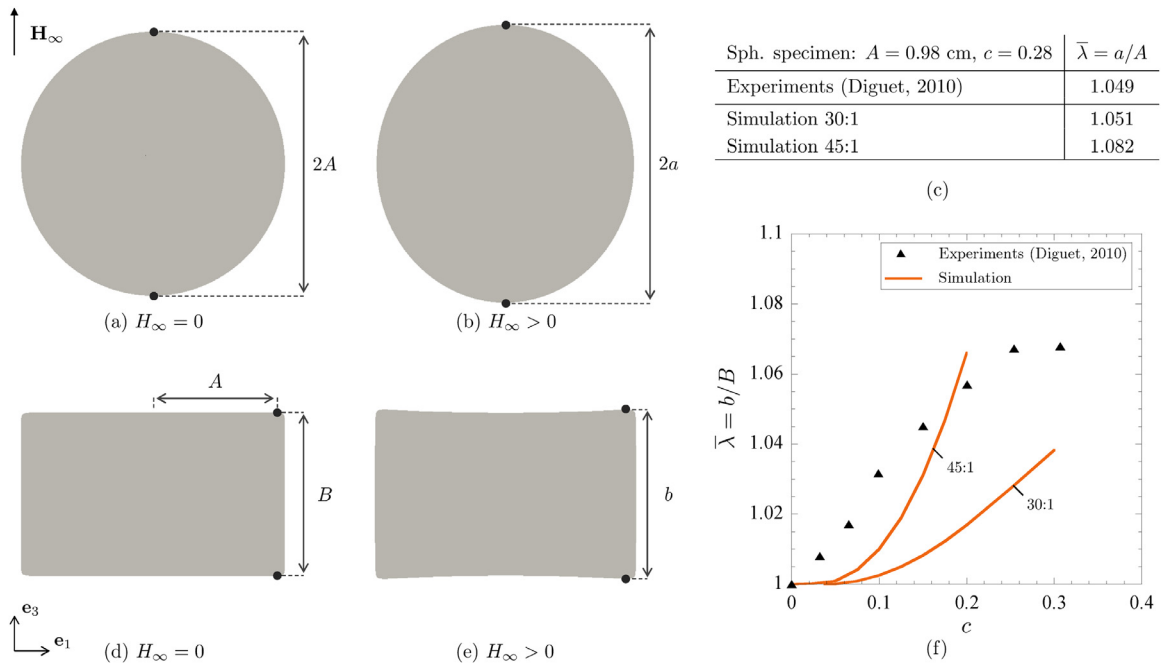 H∞
2A
(a) H∞ = 0
2a
(b) H∞ > 0
Sph. specimen: A = 0.98 cm, c = 0.28 λ̅ = a/A
Experiments (Diguet, 2010) 1.049
Simulation 30:1 1.051
Simulation 45:1 1.082
(c)
A
B
e3
e1
(d) H∞ = 0
b
(e) H∞ > 0
1.1
Experiments (Diguet, 2010)
Simulation
1.08
1.06
λ̅ = b/B
1.04
45:1
1.02
30:1
1
0 0.1 0.2 0.3 0.4
c
(f)